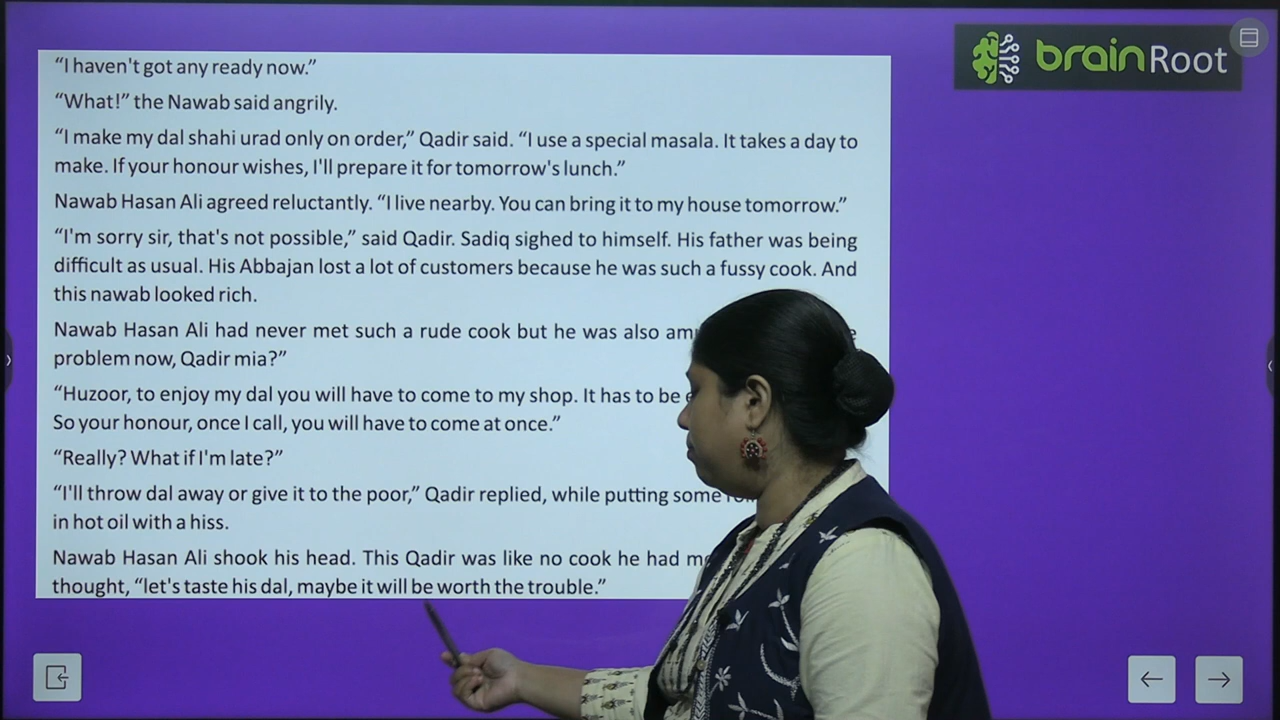 brainRoot
“I haven't got any ready now.”
“What!” the Nawab said angrily.
“I make my dal shahi urad only on order,” Qadir said. “I use a special masala. It takes a day to
make. If your honour wishes, I'll prepare it for tomorrow's lunch.”
Nawab Hasan Ali agreed reluctantly. “I live nearby. You can bring it to my house tomorrow.”
“I'm sorry sir, that's not possible,” said Qadir. Sadiq sighed to himself. His father was being
difficult as usual. His Abbajan lost a lot of customers because he was such a fussy cook. And
this nawab looked rich.
Nawab Hasan Ali had never met such a rude cook but he was also
problem now, Qadir mia?”
“Huzoor, to enjoy my dal you will have to come to my shop. It has to be
So your honour, once I call, you will have to come at once.”
“Really? What if I'm late?”
“I'll throw dal away or give it to the poor,” Qadir replied, while putting some
in hot oil with a hiss.
Nawab Hasan Ali shook his head. This Qadir was like no cook he had
thought, “let's taste his dal, maybe it will be worth the trouble.”